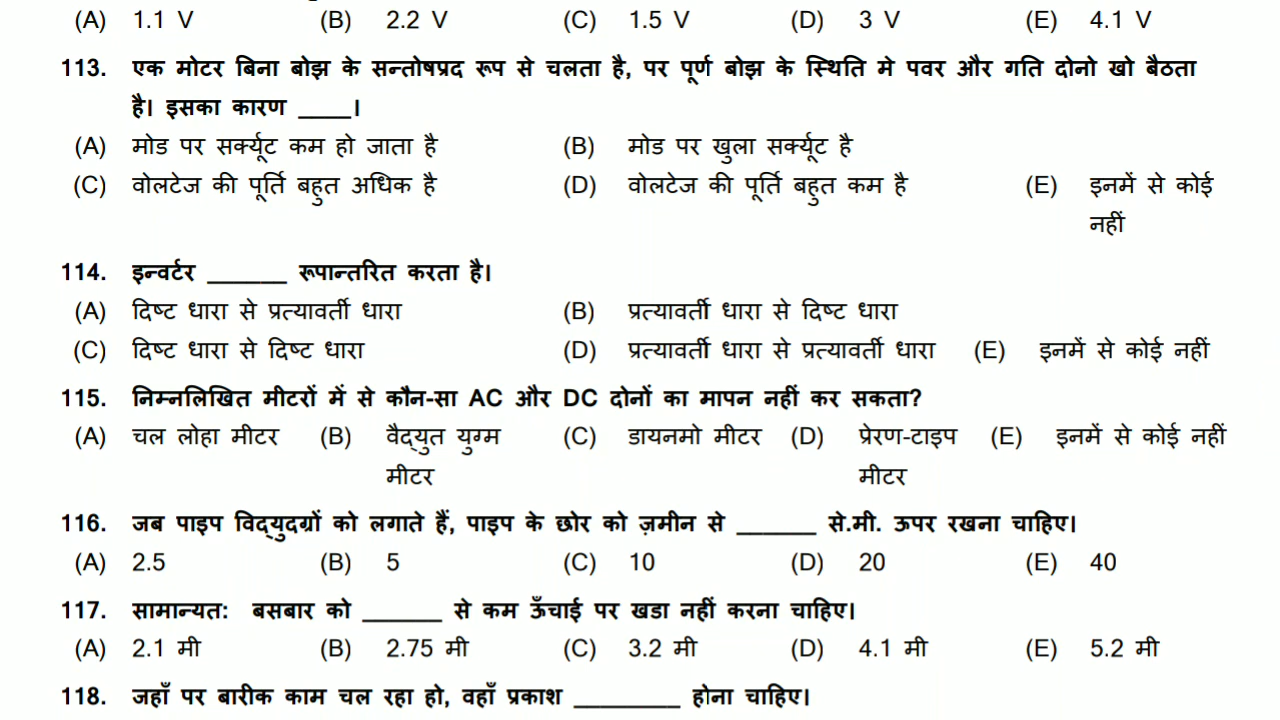 (A) 1.1 V (B) 2.2 V (C) 1.5 V (D) 3 V (E) 4.1 V
113. एक मोटर बिना बोझ के सन्तोषप्रद रूप से चलता है, पर पूर्ण बोझ के स्थिति मे पवर और गति दोनो खो बैठता
है। इसका कारण ____।
(A) मोड पर सर्क्यूट कम हो जाता है (B) मोड पर खुला सर्क्यूट है
(C) वोलटेज की पूर्ति बहुत अधिक है (D) वोलटेज की पूर्ति बहुत कम है (E) इनमें से कोई
नहीं
114. इन्वर्टर ______ रूपान्तरित करता है।
(A) दिष्ट धारा से प्रत्यावर्ती धारा (B) प्रत्यावर्ती धारा से दिष्ट धारा
(C) दिष्ट धारा से दिष्ट धारा (D) प्रत्यावर्ती धारा से प्रत्यावर्ती धारा (E) इनमें से कोई नहीं
115. निम्नलिखित मीटरों में से कौन-सा AC और DC दोनों का मापन नहीं कर सकता?
(A) चल लोहा मीटर (B) वैद्युत युग्म (C) डायनमो मीटर (D) प्रेरण-टाइप (E) इनमें से कोई नहीं
मीटर मीटर
116. जब पाइप विद्युदग्रों को लगाते हैं, पाइप के छोर को ज़मीन से ______ से.मी. ऊपर रखना चाहिए।
(A) 2.5 (B) 5 (C) 10 (D) 20 (E) 40
117. सामान्यत: बसबार को ______ से कम ऊँचाई पर खडा नहीं करना चाहिए।
(A) 2.1 मी (B) 2.75 मी (C) 3.2 मी (D) 4.1 मी (E) 5.2 मी
118. जहाँ पर बारीक काम चल रहा हो, वहाँ प्रकाश ________ होना चाहिए।